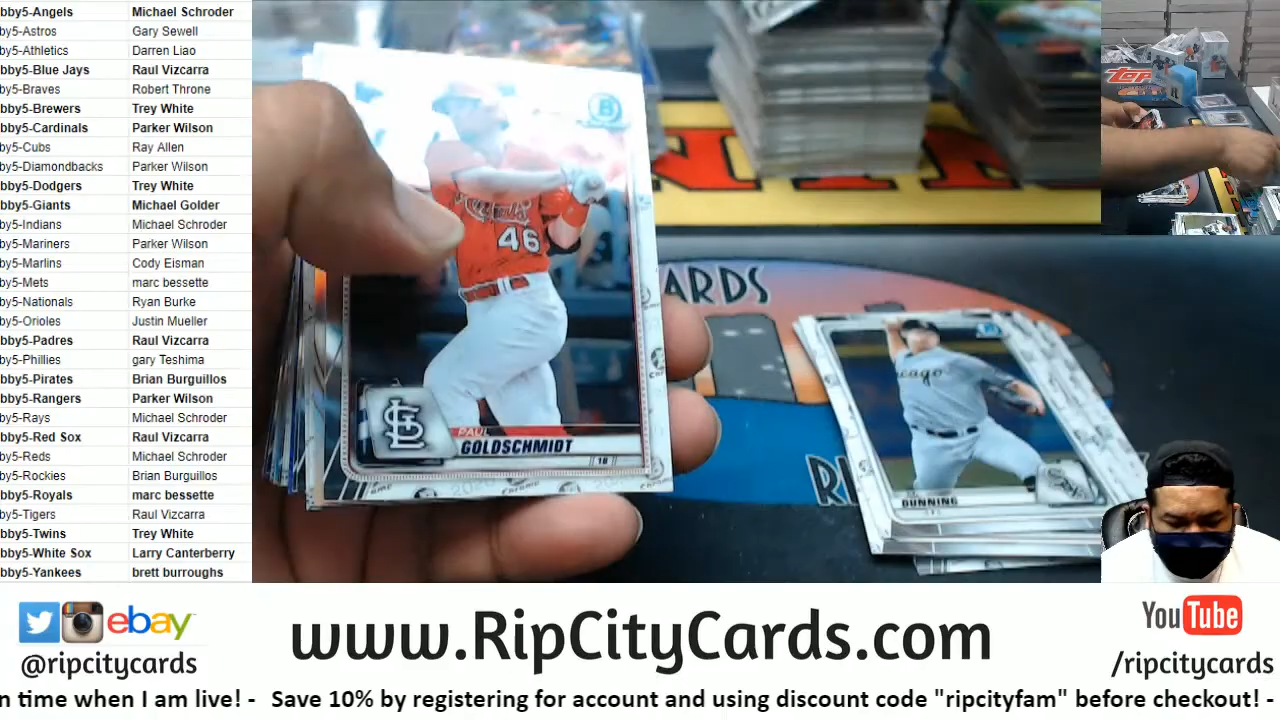 bby5-Angels Michael Schroder
by5-Astros Gary Sewell
by5-Athletics Darren Liao
bby5-Blue Jays Raul Vizcarra
by5-Braves Robert Throne
bby5-Brewers Trey White
bby5-Cardinals Parker Wilson
by5-Cubs Ray Allen
by5-Diamondbacks Parker Wilson
bby5-Dodgers Trey White
bby5-Giants Michael Golder
by5-Indians Michael Schroder
by5-Mariners Parker Wilson
by5-Marlins Cody Eisman
by5-Mets marc bessette
by5-Nationals Ryan Burke
by5-Orioles Justin Mueller
bby5-Padres Raul Vizcarra
by5-Phillies gary Teshima
bby5-Pirates Brian Burguillos
bby5-Rangers Parker Wilson
by5-Rays Michael Schroder
bby5-Red Sox Raul Vizcarra
by5-Reds Michael Schroder
by5-Rockies Brian Burguillos
bby5-Royals marc bessette
by5-Tigers Raul Vizcarra
bby5-Twins Trey White
bby5-White Sox Larry Canterberry
bby5-Yankees brett burroughs
B
46
PAUL
GOLDSCHMIDT
1B
ARDS
RI
cago
DUNNING
TOP
ebay
@ripcitycards
www.RipCityCards.com
YouTube
/ripcitycards
n time when I am live! - Save 10% by registering for account and using discount code "ripcityfam" before checkout! -